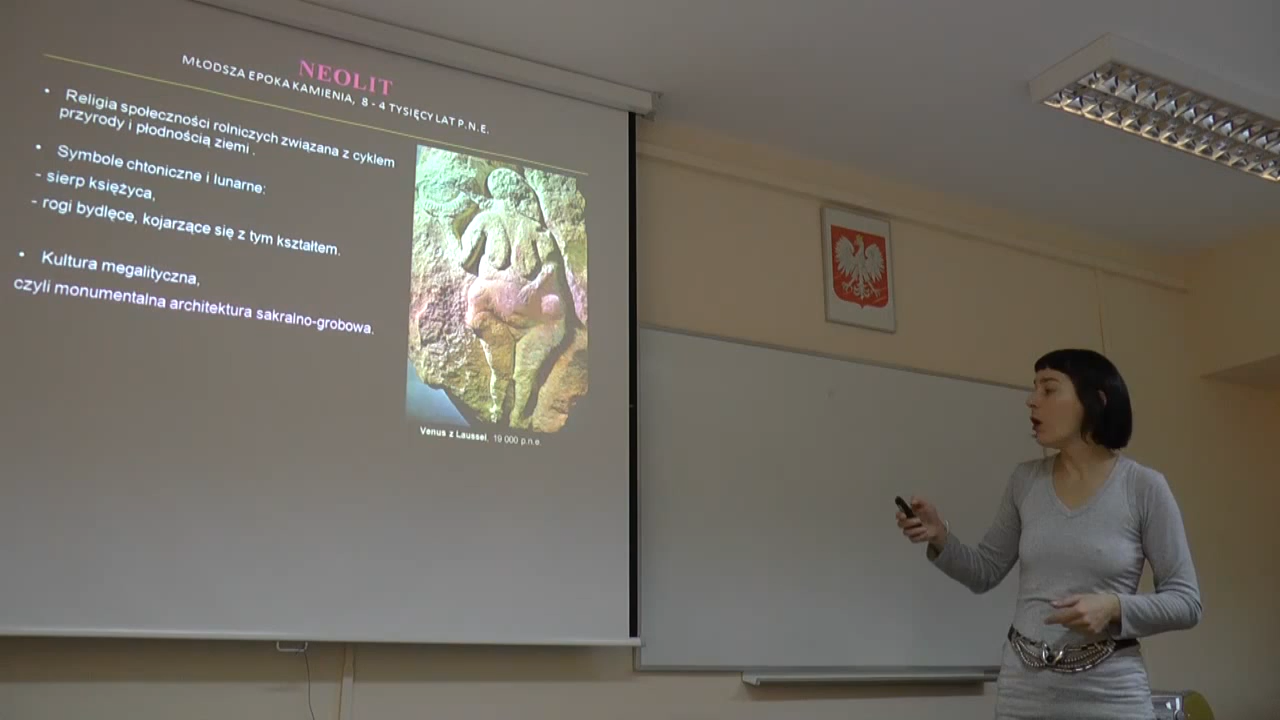 NEOLIT
MŁODSZA EPOKA KAMIENIA, 8 - 4 TYSIĘCY LAT P.N.E.
• Religia społeczności rolniczych związana z cyklem
przyrody i płodnością ziemi .
• Symbole chtoniczne i lunarne:
- sierp księżyca,
- rogi bydlęce, kojarzące się z tym kształtem.
• Kultura megalityczna,
czyli monumentalna architektura sakralno-grobowa.
Venus z Laussel, 19 000 p.n.e.